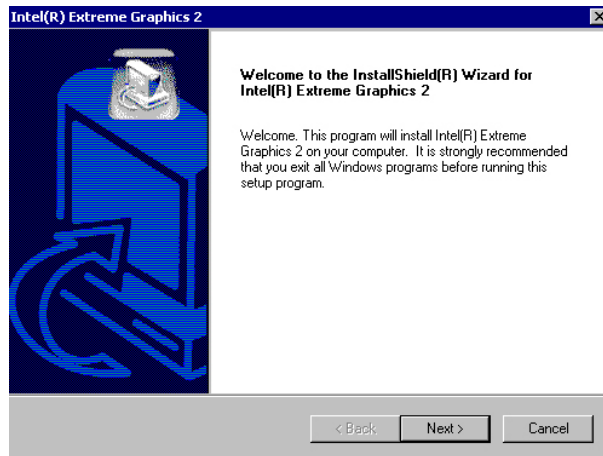 Intel(R) Extreme Graphics 2
Welcome to the InstallShield(R) Wizard for
Intel(R) Extreme Graphics 2
Welcome. This program will install Intel(R) Extreme
Graphics 2 on your computer. It is strongly recommended
that you exit all Windows programs before running this
setup program.
< Back Next > Cancel